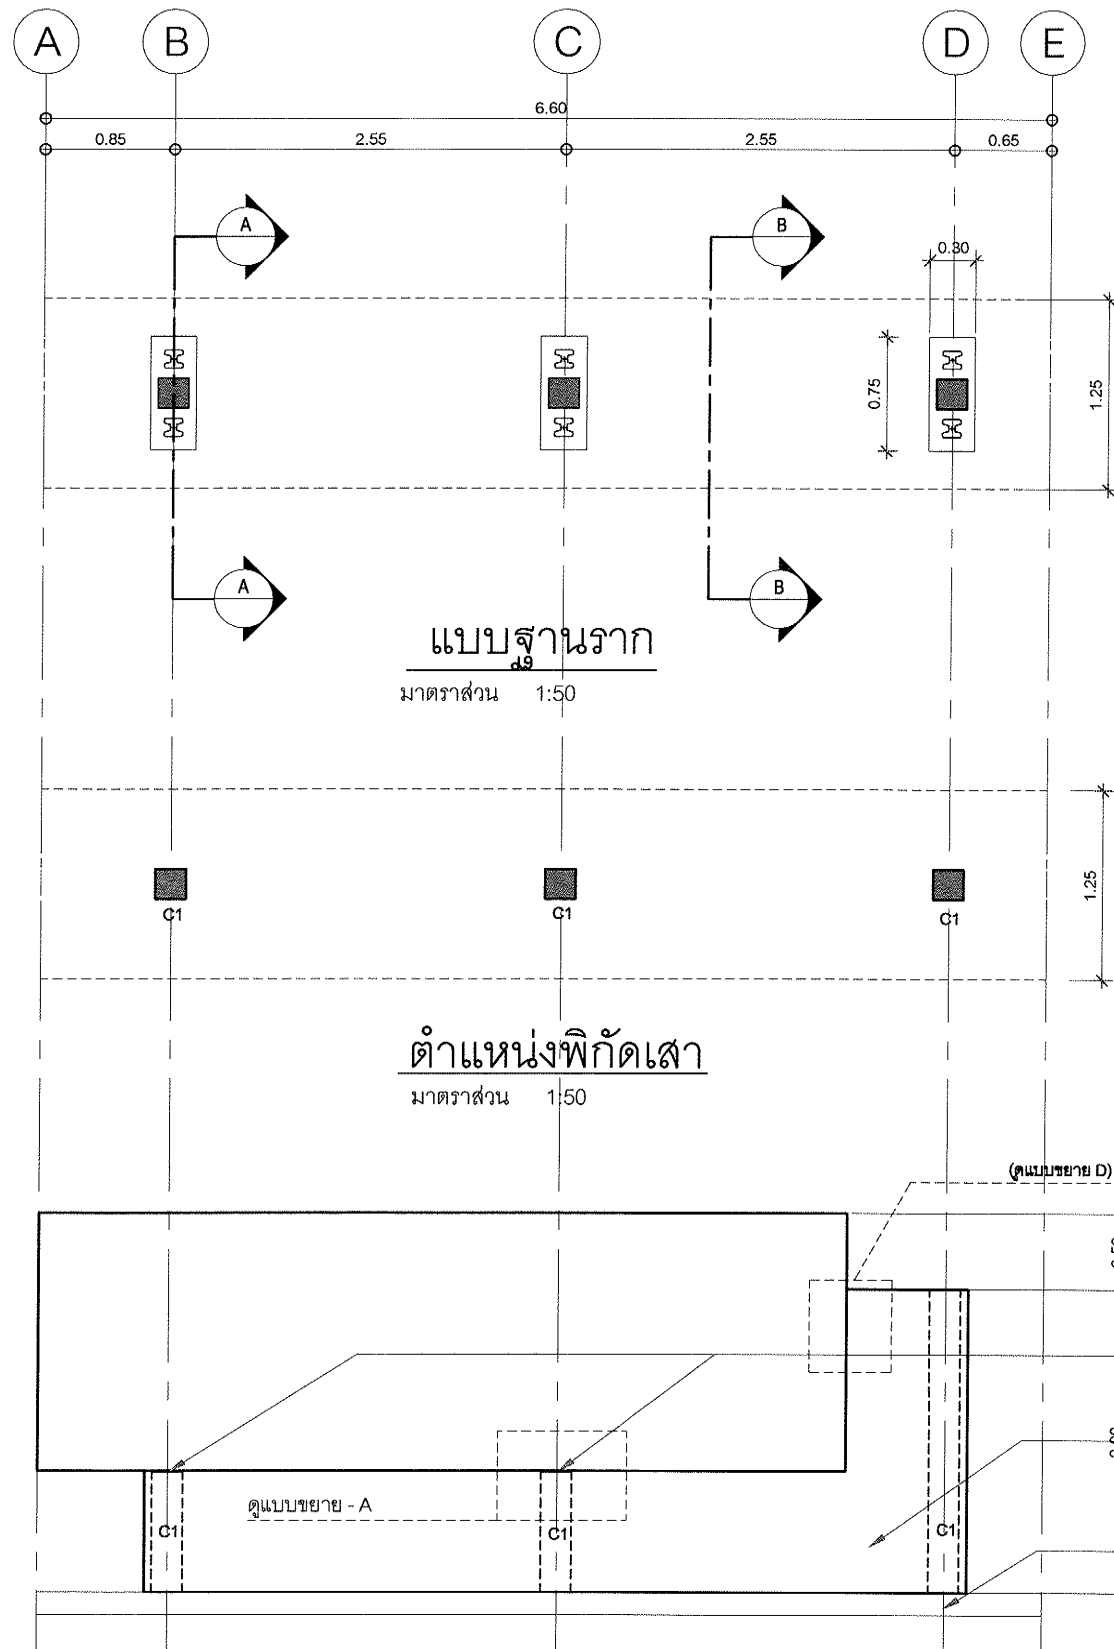 A B C D E
6.60
0.85 2.55 2.55 0.65
A B
0.30
0.75
1.25
A B
แบบฐานราก
มาตราส่วน 1:50
1.25
C1 C1 C1
ตำแหน่งพิกัดเสา
มาตราส่วน 1:50
(ดูแบบขยาย D)
ดูแบบขยาย - A
C1 C1 C1